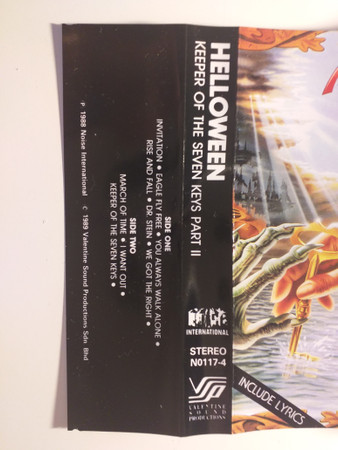 HELLOWEEN
KEEPER OF THE SEVEN KEYS PART II
INTERNATIONAL
STEREO
N0117-4
VALENTINE
SOUND
PRODUCTIONS
INCLUDE LYRICS
SIDE ONE
INVITATION • EAGLE FLY FREE • YOU ALWAYS WALK ALONE •
RISE AND FALL • DR. STEIN • WE GOT THE RIGHT •
SIDE TWO
MARCH OF TIME • I WANT OUT •
KEEPER OF THE SEVEN KEYS •
℗ 1988 Noise International © 1989 Valentine Sound Productions Sdn Bhd